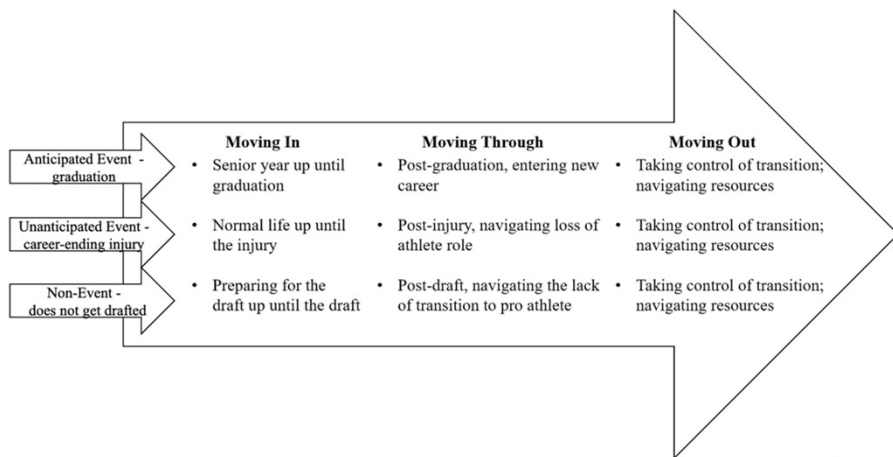 Moving In
Moving Through
Moving Out
Anticipated Event -
graduation
• Senior year up until
graduation
• Post-graduation, entering new
career
• Taking control of transition;
navigating resources
Unanticipated Event -
career-ending injury
• Normal life up until
the injury
• Post-injury, navigating loss of
athlete role
• Taking control of transition;
navigating resources
Non-Event -
does not get drafted
• Preparing for the
draft up until the draft
• Post-draft, navigating the lack
of transition to pro athlete
• Taking control of transition;
navigating resources